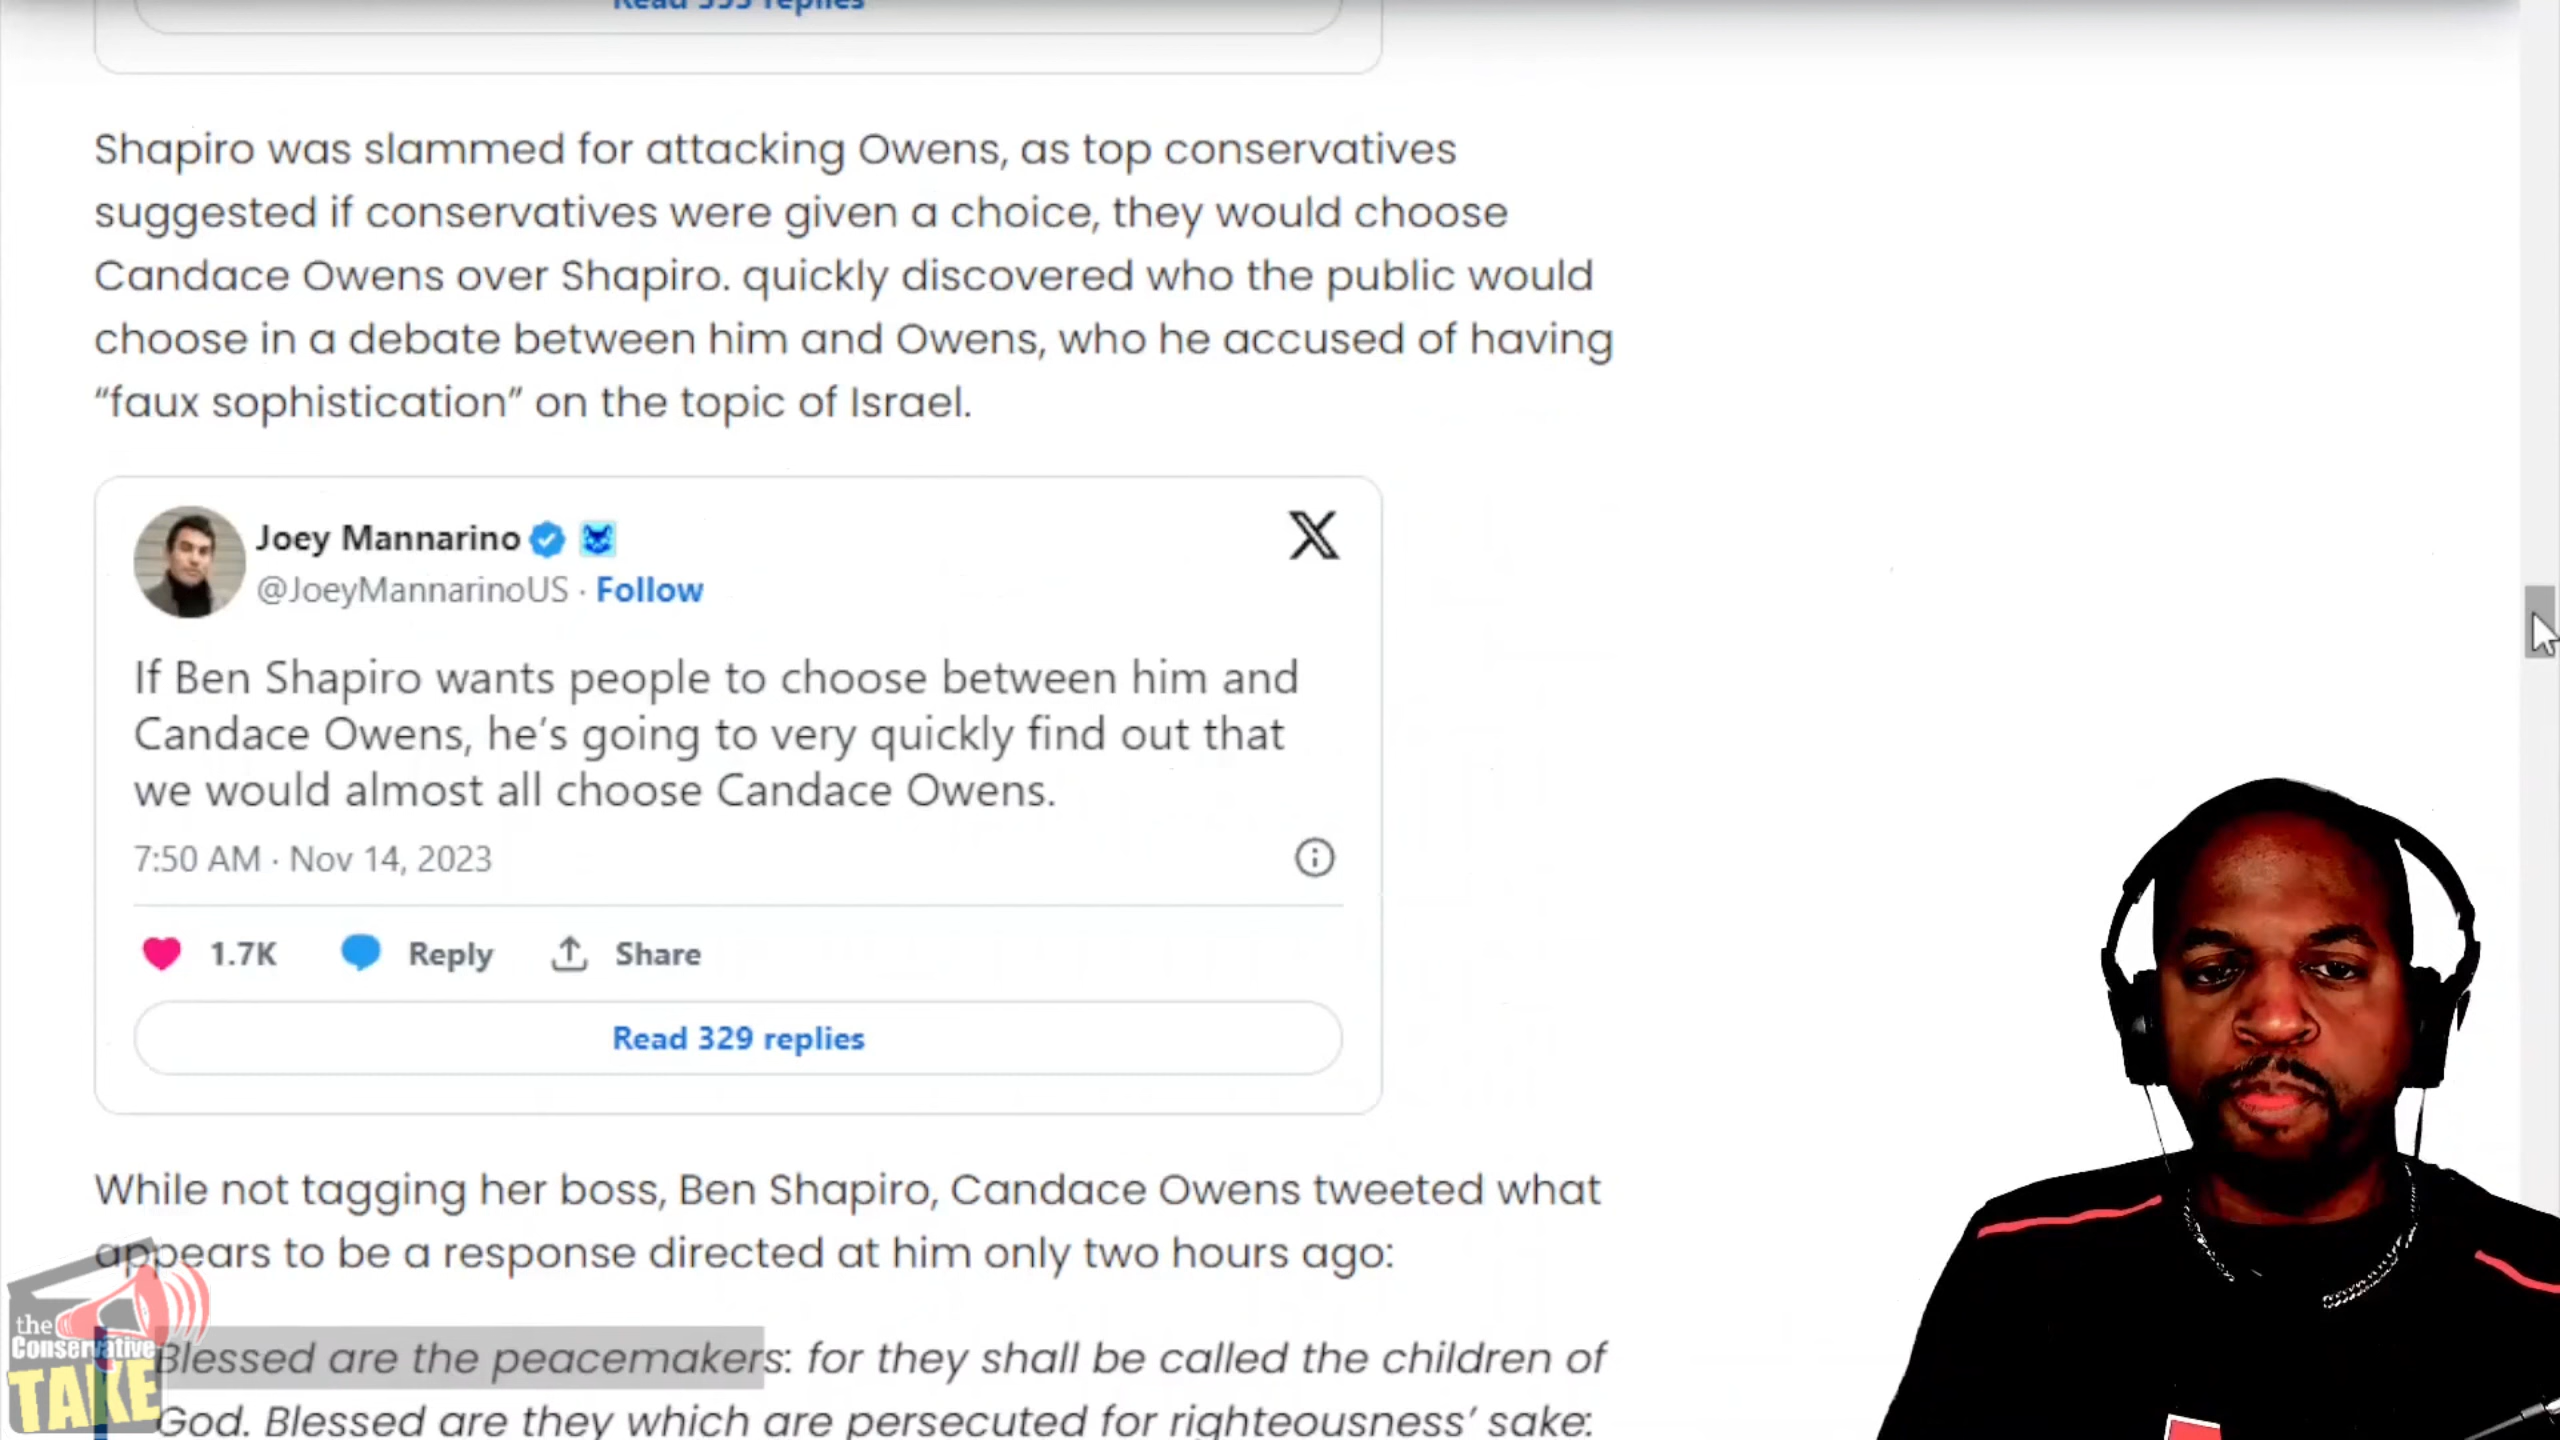 Read 395 replies
Shapiro was slammed for attacking Owens, as top conservatives
suggested if conservatives were given a choice, they would choose
Candace Owens over Shapiro. quickly discovered who the public would
choose in a debate between him and Owens, who he accused of having
“faux sophistication” on the topic of Israel.
Joey Mannarino
@JoeyMannarinoUS · Follow
If Ben Shapiro wants people to choose between him and
Candace Owens, he’s going to very quickly find out that
we would almost all choose Candace Owens.
7:50 AM · Nov 14, 2023
1.7K Reply Share
Read 329 replies
While not tagging her boss, Ben Shapiro, Candace Owens tweeted what
appears to be a response directed at him only two hours ago:
Blessed are the peacemakers: for they shall be called the children of
God. Blessed are they which are persecuted for righteousness’ sake:
the
Conservative
TAKE